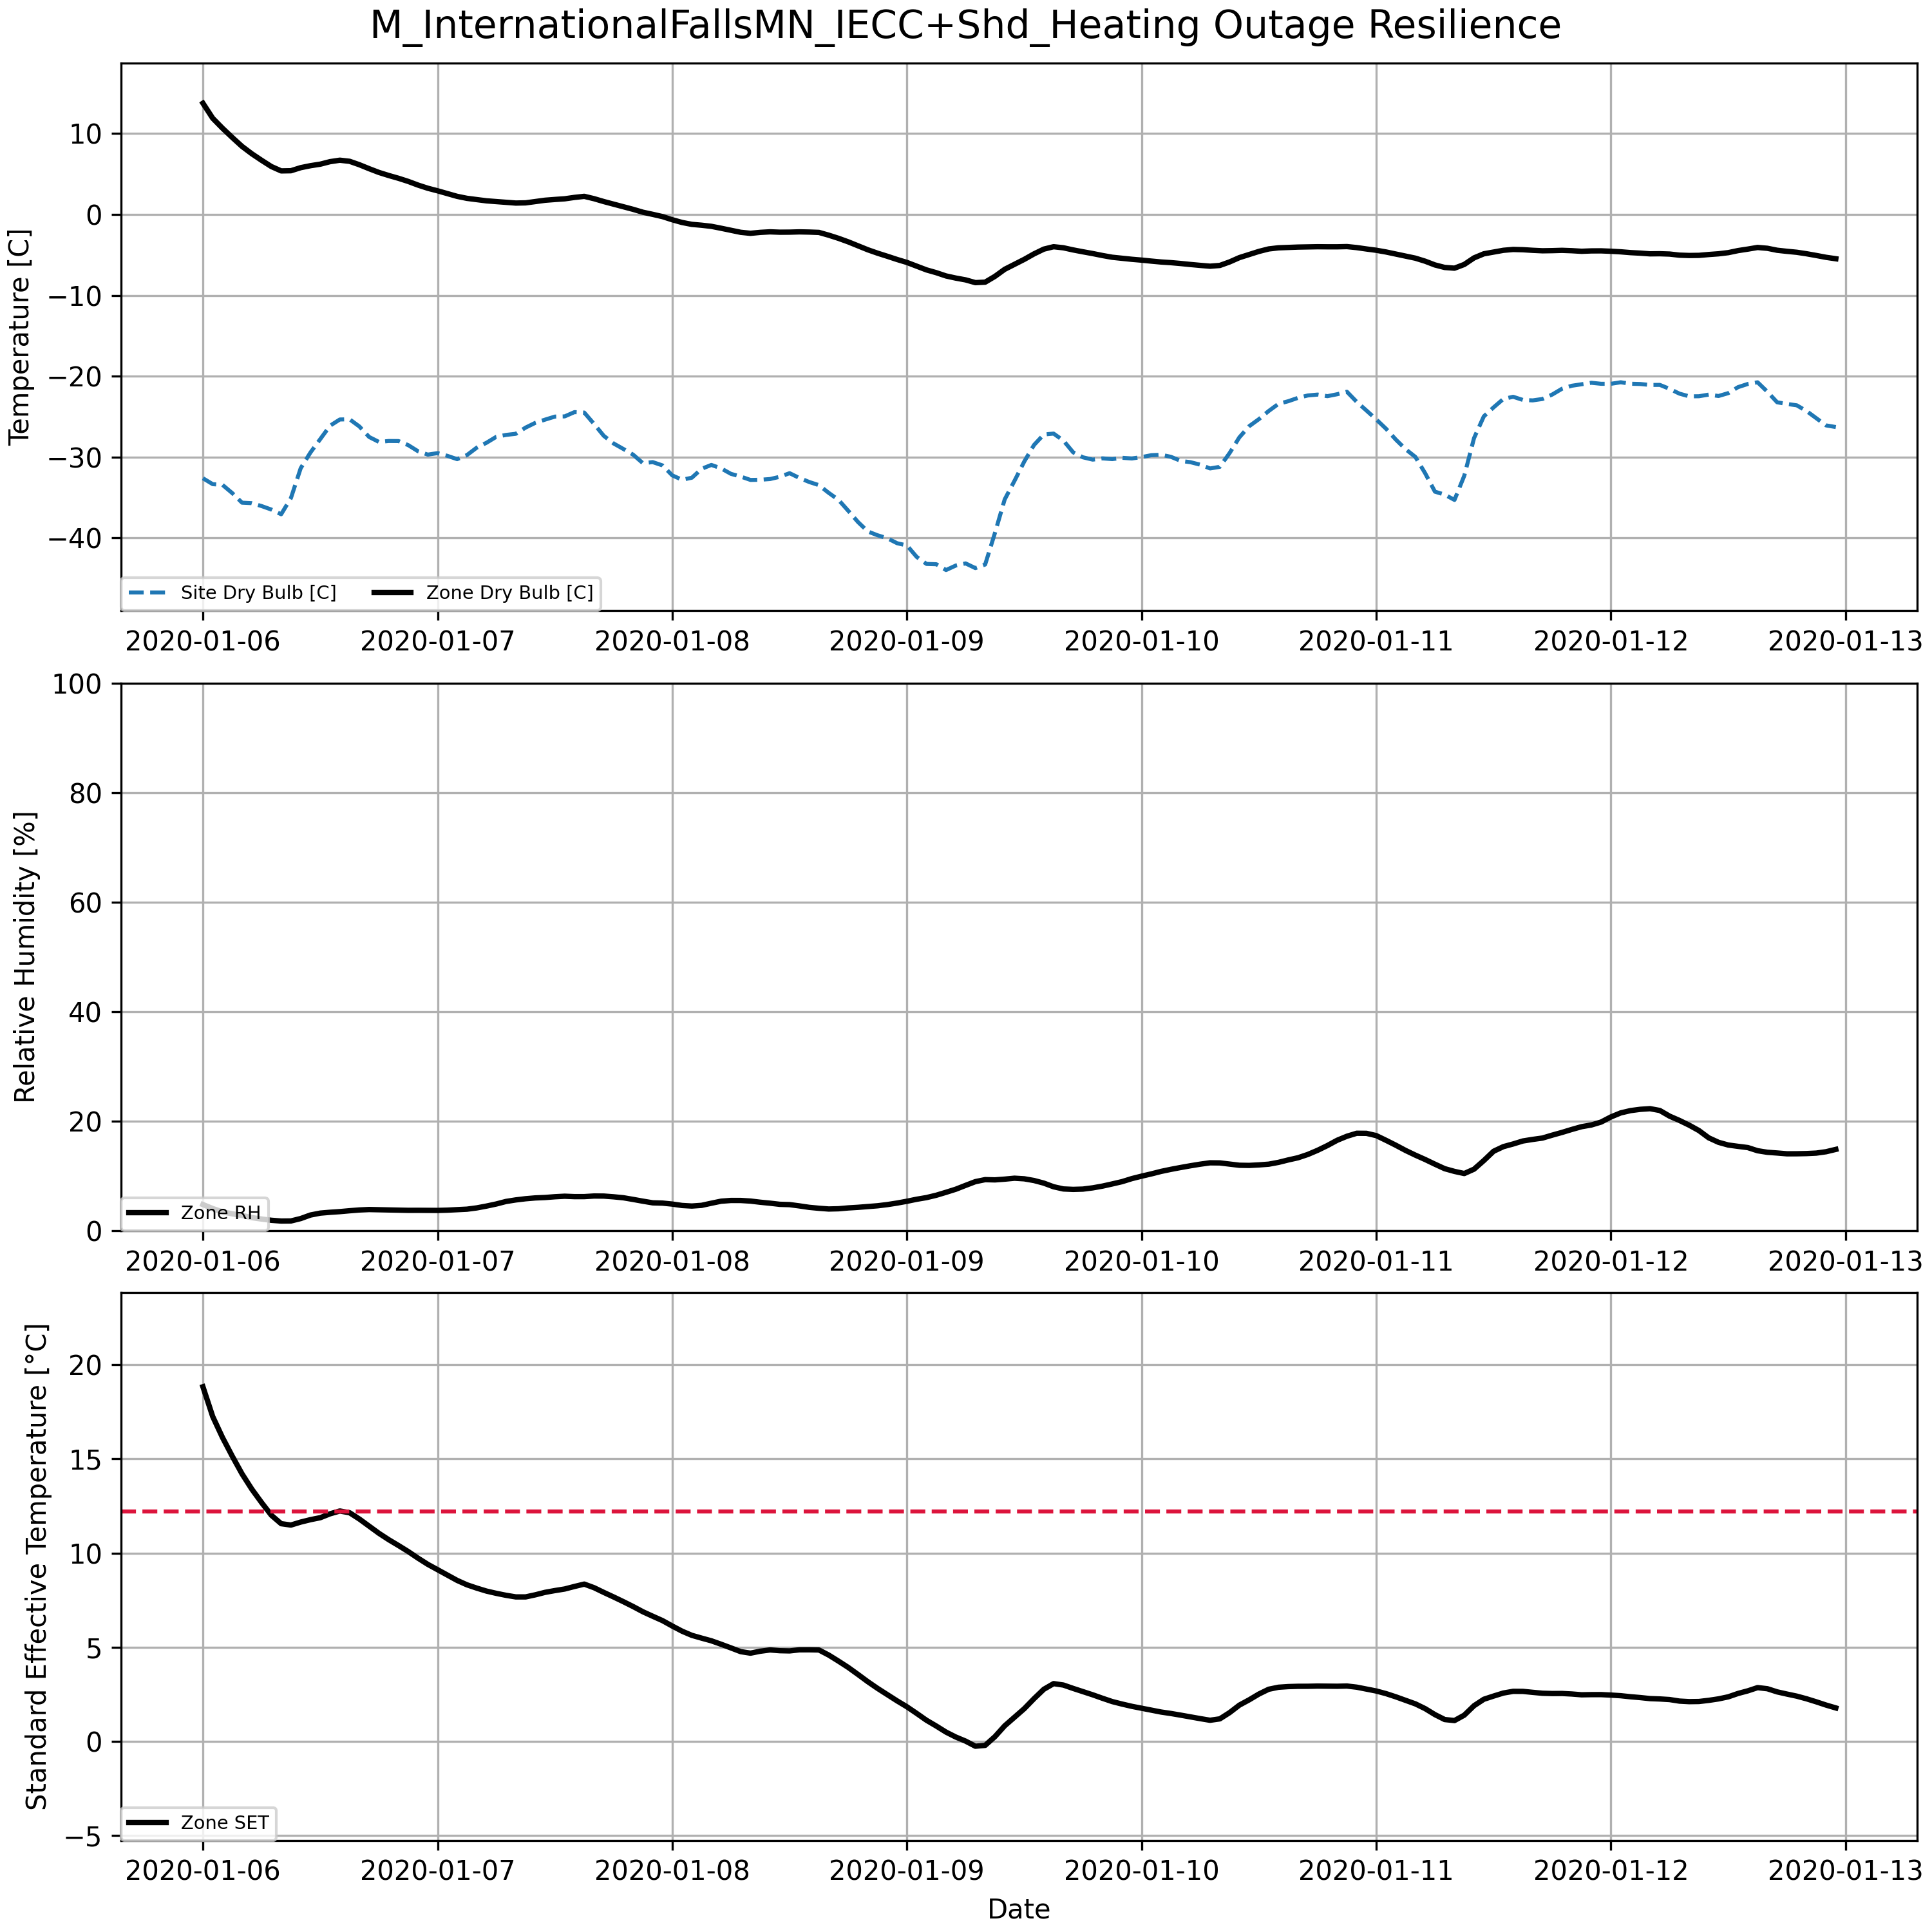 M_InternationalFallsMN_IECC+Shd_Heating Outage Resilience
Temperature [C]
10
0
−10
−20
−30
−40
Site Dry Bulb [C] Zone Dry Bulb [C]
2020-01-06 2020-01-07 2020-01-08 2020-01-09 2020-01-10 2020-01-11 2020-01-12 2020-01-13
Relative Humidity [%]
100
80
60
40
20
0
Zone RH
2020-01-06 2020-01-07 2020-01-08 2020-01-09 2020-01-10 2020-01-11 2020-01-12 2020-01-13
Standard Effective Temperature [°C]
20
15
10
5
0
−5
Zone SET
2020-01-06 2020-01-07 2020-01-08 2020-01-09 2020-01-10 2020-01-11 2020-01-12 2020-01-13
Date